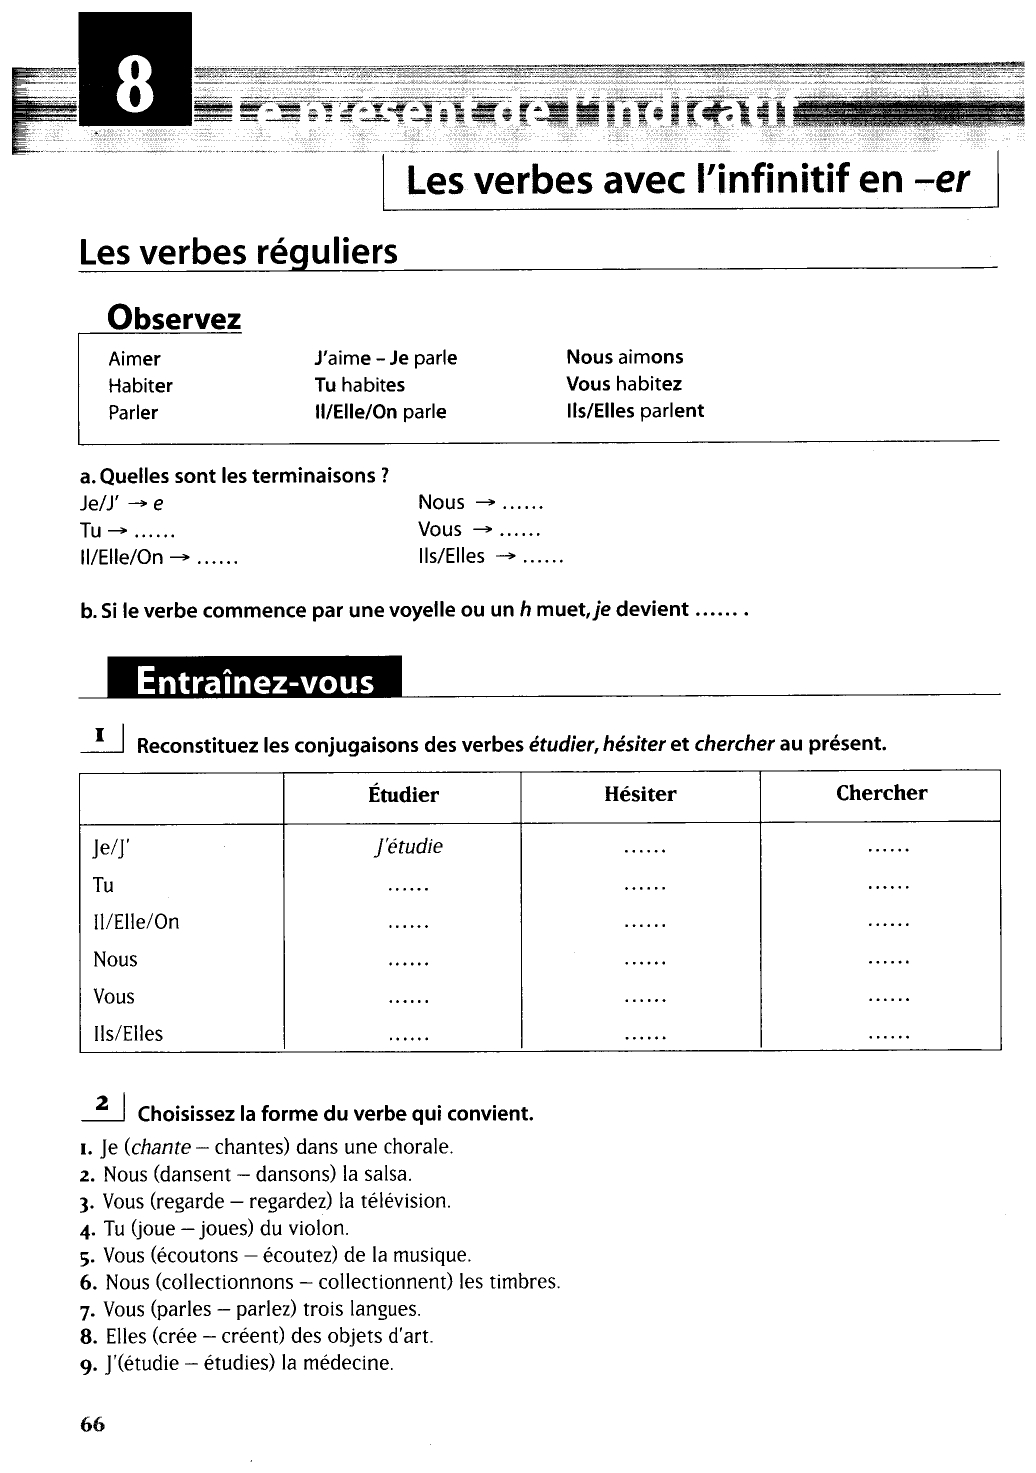 8
Le présent de l'indicatif
Les verbes avec l'infinitif en –er
Les verbes réguliers
Observez
Aimer J'aime – Je parle Nous aimons
Habiter Tu habites Vous habitez
Parler Il/Elle/On parle Ils/Elles parlent
a. Quelles sont les terminaisons ?
Je/J' → e Nous → ......
Tu → ...... Vous → ......
Il/Elle/On → ...... Ils/Elles → ......
b. Si le verbe commence par une voyelle ou un h muet, je devient ....... .
Entraînez-vous
1 Reconstituez les conjugaisons des verbes étudier, hésiter et chercher au présent.
Étudier Hésiter Chercher
Je/J' J'étudie ...... ......
Tu ...... ...... ......
Il/Elle/On ...... ...... ......
Nous ...... ...... ......
Vous ...... ...... ......
Ils/Elles ...... ...... ......
2 Choisissez la forme du verbe qui convient.
1. Je (chante – chantes) dans une chorale.
2. Nous (dansent – dansons) la salsa.
3. Vous (regarde – regardez) la télévision.
4. Tu (joue – joues) du violon.
5. Vous (écoutons – écoutez) de la musique.
6. Nous (collectionnons – collectionnent) les timbres.
7. Vous (parles – parlez) trois langues.
8. Elles (crée – créent) des objets d'art.
9. J'(étudie – études) la médecine.
66